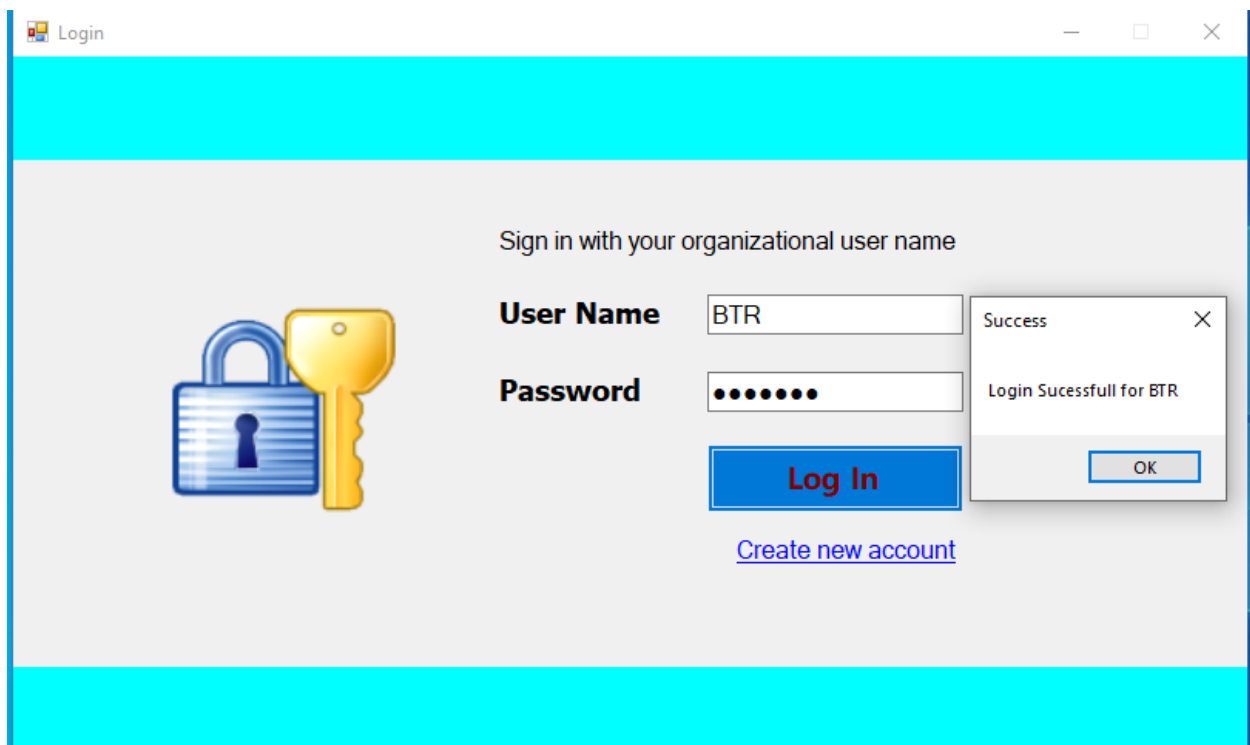 Login
Sign in with your organizational user name
User Name BTR
Password •••••••
Log In
Create new account
Success
Login Sucessfull for BTR
OK